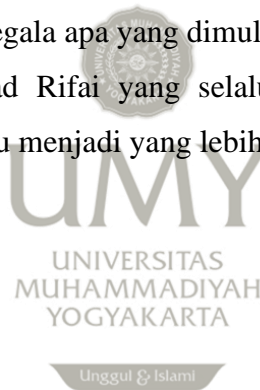 egala apa yang dimul
ad Rifai yang selalu
u menjadi yang lebih
UMY
UNIVERSITAS
MUHAMMADIYAH
YOGYAKARTA
Unggul & Islami